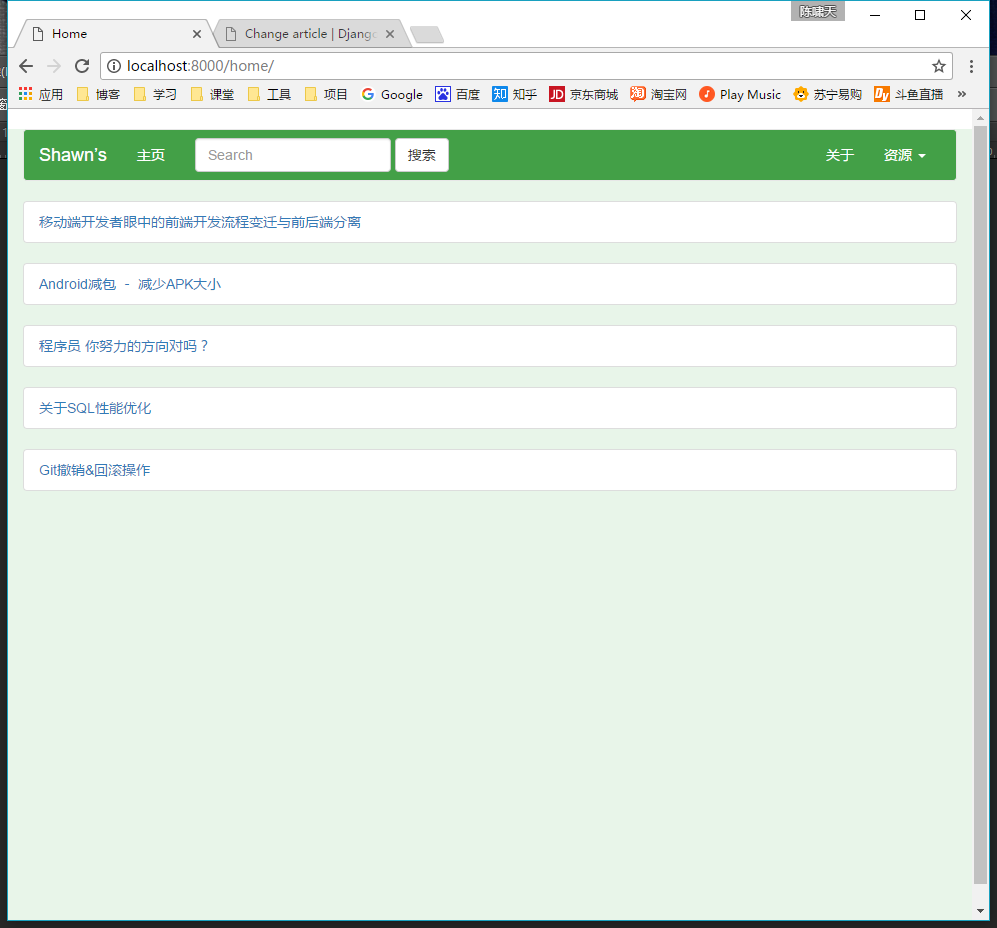 陈啸天
Home
Change article | Django
localhost:8000/home/
应用 博客 学习 课堂 工具 项目 Google 百度 知乎 京东商城 淘宝网 Play Music 苏宁易购 斗鱼直播 »
Shawn's 主页 Search 搜索 关于 资源
移动端开发者眼中的前端开发流程变迁与前后端分离
Android减包 - 减少APK大小
程序员 你努力的方向对吗？
关于SQL性能优化
Git撤销&回滚操作